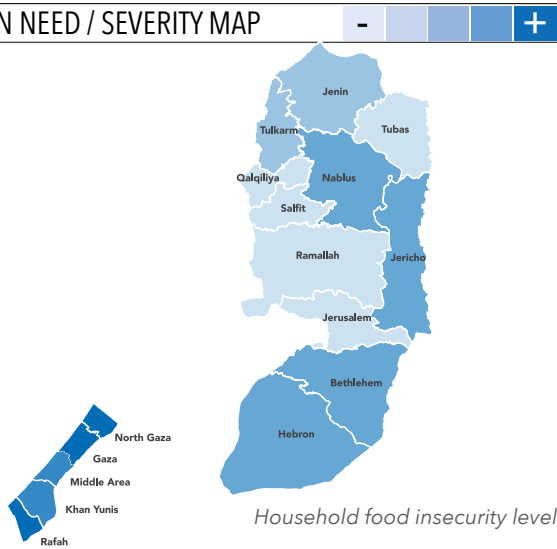 N NEED / SEVERITY MAP
- +
Jenin
Tulkarm
Tubas
Qalqiliya
Nablus
Salfit
Ramallah
Jericho
Jerusalem
Bethlehem
Hebron
North Gaza
Gaza
Middle Area
Khan Yunis
Rafah
Household food insecurity level